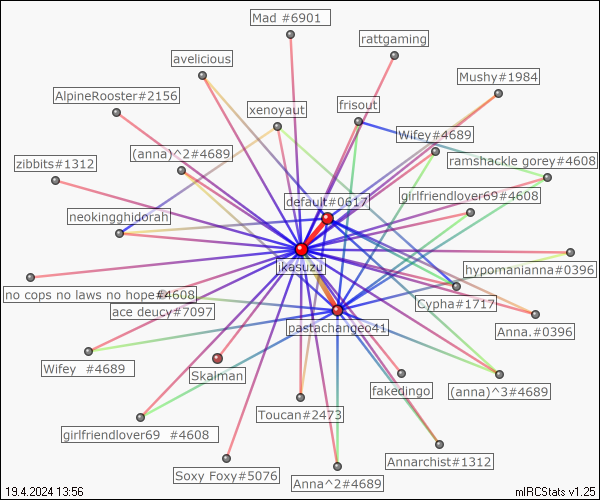 Mad #6901
rattgaming
avelicious
Mushy#1984
AlpineRooster#2156
xenoyaut
frisout
Wifey#4689
(anna)^2#4689
ramshackle gorey#4608
zibbits#1312
default#0617
girlfriendlover69#4608
neokingghidorah
ikasuzu
hypomanianna#0396
no cops no laws no hope#4608
Cypha#1717
ace deucy#7097
pastachangeo41
Anna.#0396
Wifey #4689
Skalman
fakedingo
(anna)^3#4689
Toucan#2473
girlfriendlover69 #4608
Annarchist#1312
Soxy Foxy#5076
Anna^2#4689
19.4.2024 13:56
mIRCStats v1.25